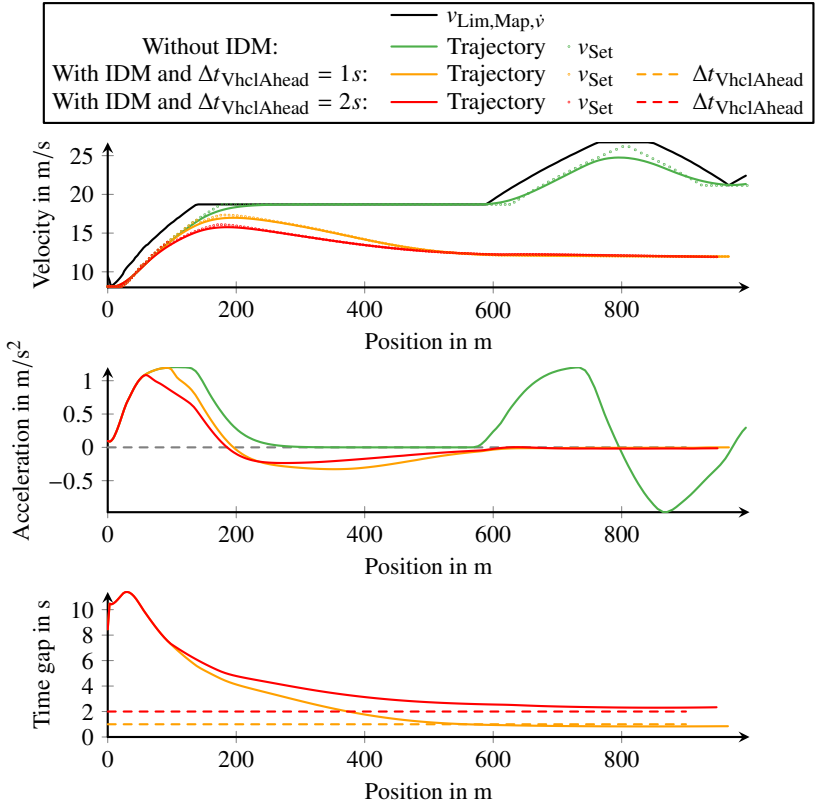 v_Lim,Map,v̇
Without IDM: Trajectory v_Set
With IDM and Δt_VhclAhead = 1s: Trajectory v_Set Δt_VhclAhead
With IDM and Δt_VhclAhead = 2s: Trajectory v_Set Δt_VhclAhead
Velocity in m/s
25
20
15
10
0 200 400 600 800
Position in m
Acceleration in m/s²
1
0.5
0
−0.5
0 200 400 600 800
Position in m
Time gap in s
10
8
6
4
2
0
0 200 400 600 800
Position in m